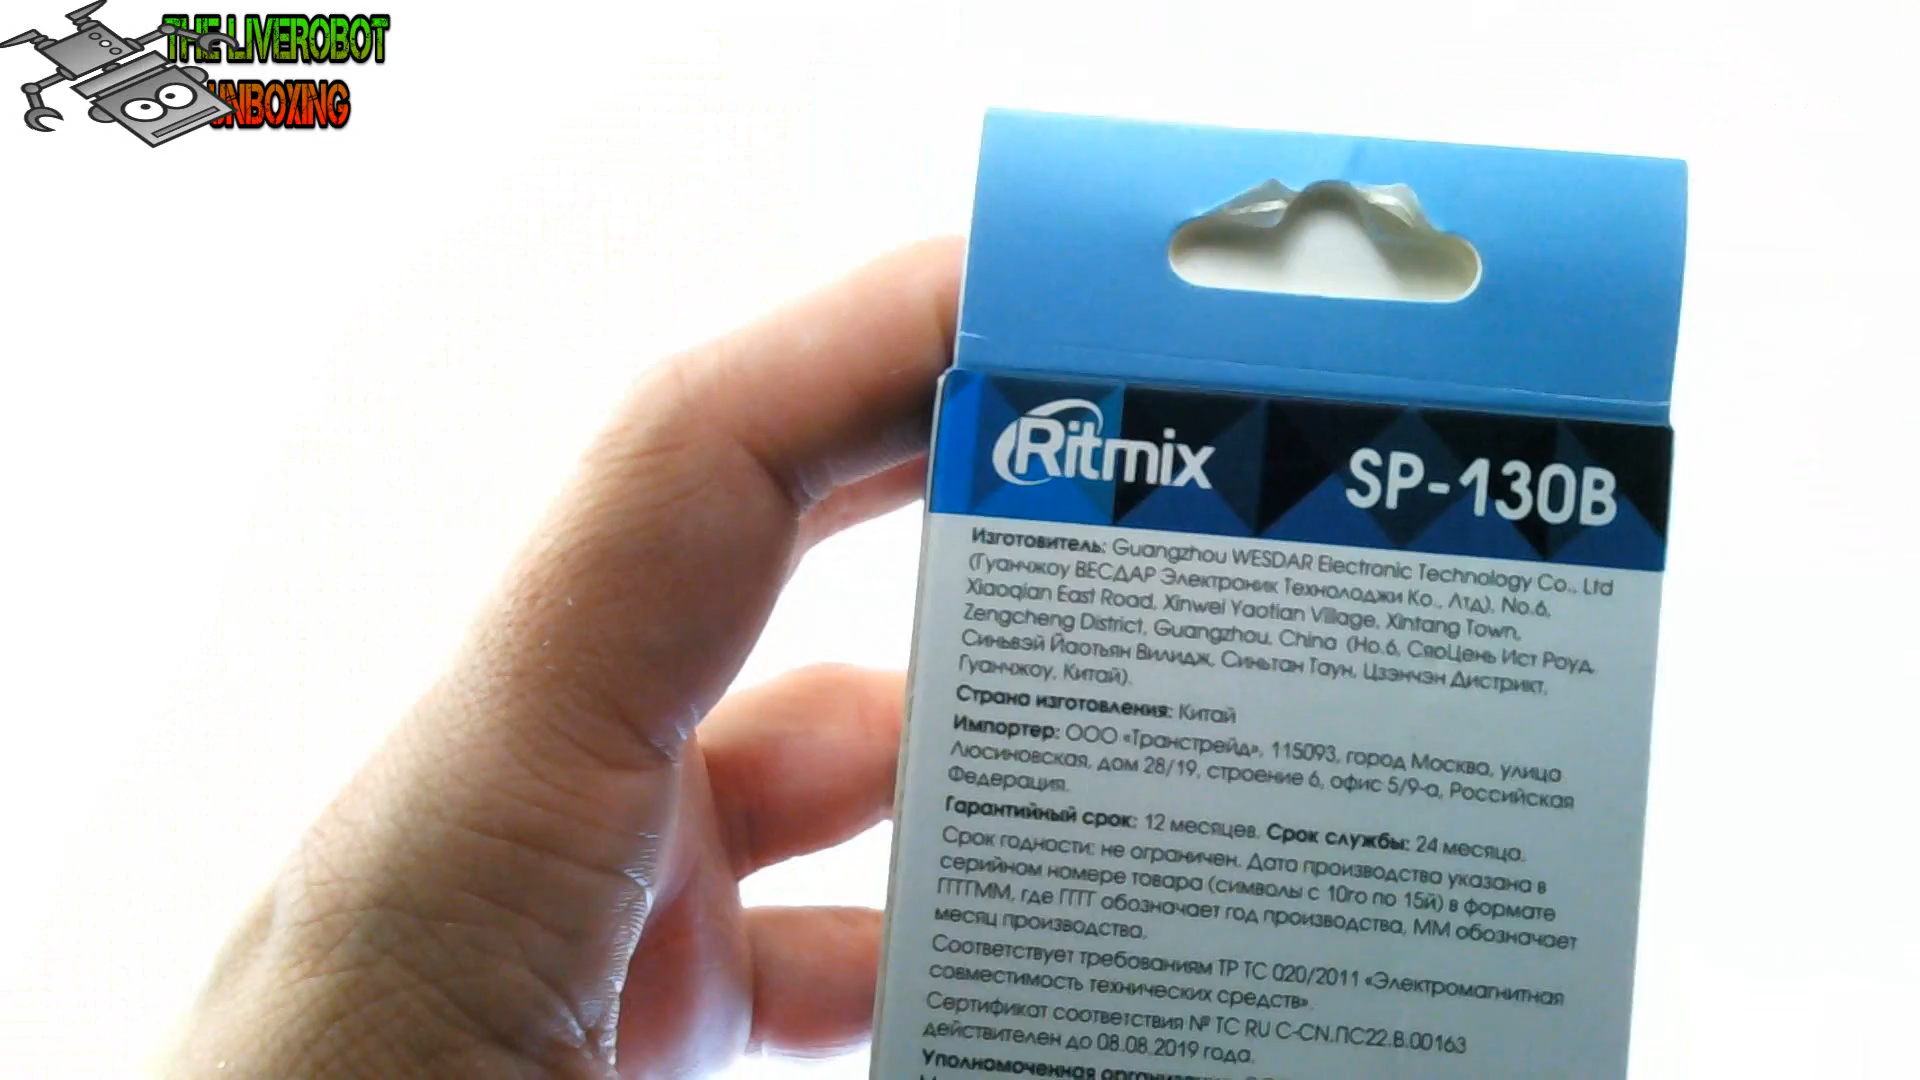 THE LIVEROBOT
UNBOXING
Ritmix
SP-130B
Изготовитель: Guangzhou WESDAR Electronic Technology Co., Ltd
(Гуанчжоу ВЕСДАР Электроник Технолоджи Ко., Лтд), No.6,
Xiaoqian East Road, Xinwei Yaotian Village, Xintang Town,
Zengcheng District, Guangzhou, China (Но.6, СяоЦень Ист Роуд,
Синьвэй Йаотьян Вилидж, Синьтан Таун, Цзэнчэн Дистрикт,
Гуанчжоу, Китай).
Страна изготовления: Китай
Импортер: ООО «Транстрейд», 115093, город Москва, улица
Люсиновская, дом 28/19, строение 6, офис 5/9-а, Российская
Федерация.
Гарантийный срок: 12 месяцев. Срок службы: 24 месяца.
Срок годности: не ограничен. Дата производства указана в
серийном номере товара (символы с 10го по 15й) в формате
ГГГГММ, где ГГГГ обозначает год производства, ММ обозначает
месяц производства.
Соответствует требованиям ТР ТС 020/2011 «Электромагнитная
совместимость технических средств».
Сертификат соответствия № ТС RU C-CN.ПС22.В.00163
действителен до 08.08.2019 года.
Уполномоченная